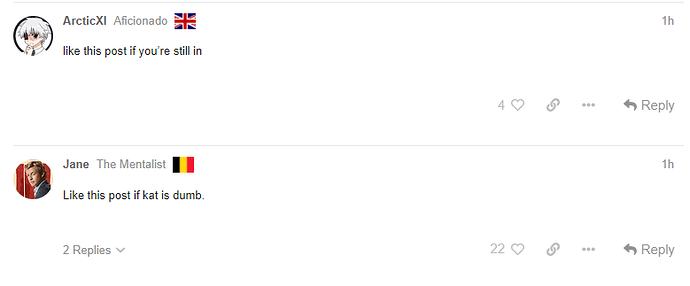 ArcticXI Aficionado 1h
like this post if you're still in
4 Reply
Jane The Mentalist 1h
Like this post if kat is dumb.
2 Replies 22 Reply